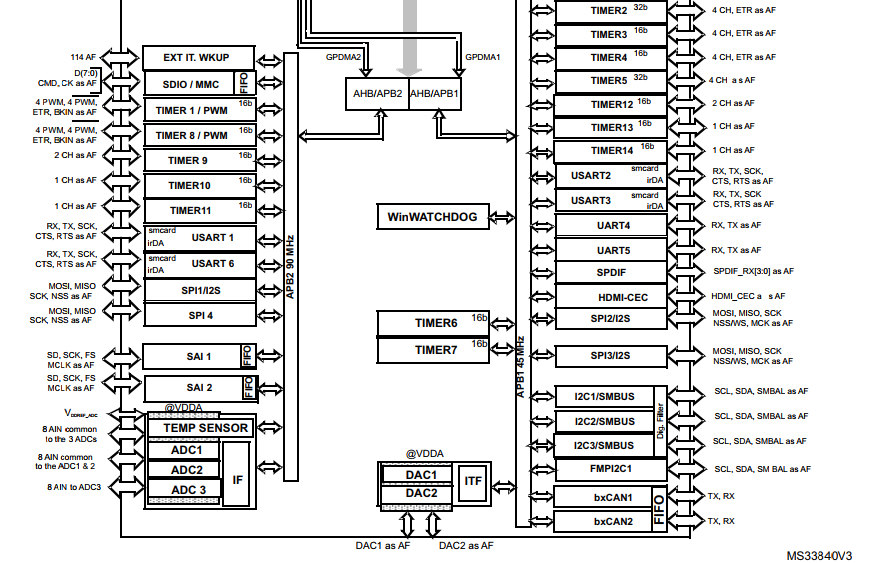 114 AF
EXT IT. WKUP
D(7:0)
CMD, CK as AF
SDIO / MMC
FIFO
4 PWM, 4 PWM,
ETR, BKIN as AF
TIMER 1 / PWM
16b
4 PWM, 4 PWM,
ETR, BKIN as AF
TIMER 8 / PWM
16b
2 CH as AF
TIMER 9
16b
1 CH as AF
TIMER10
16b
1 CH as AF
TIMER11
16b
RX, TX, SCK,
CTS, RTS as AF
smcard
irDA
USART 1
RX, TX, SCK,
CTS, RTS as AF
smcard
irDA
USART 6
MOSI, MISO
SCK, NSS as AF
SPI1/I2S
MOSI, MISO
SCK, NSS as AF
SPI 4
SD, SCK, FS
MCLK as AF
SAI 1
FIFO
SD, SCK, FS
MCLK as AF
SAI 2
FIFO
@VDDA
VDDREF_ADC
TEMP SENSOR
8 AIN common
to the 3 ADCs
8 AIN common
to the ADC1 & 2
8 AIN to ADC3
ADC1
ADC2
ADC 3
IF
APB2 90 MHz
GPDMA2
GPDMA1
AHB/APB2
AHB/APB1
WinWATCHDOG
TIMER6
16b
TIMER7
16b
@VDDA
DAC1
DAC2
ITF
DAC1 as AF
DAC2 as AF
APB1 45 MHz
TIMER2
32b
4 CH, ETR as AF
TIMER3
16b
4 CH, ETR as AF
TIMER4
16b
4 CH, ETR as AF
TIMER5
32b
4 CH a s AF
TIMER12
16b
2 CH as AF
TIMER13
16b
1 CH as AF
TIMER14
16b
1 CH as AF
USART2
smcard
irDA
RX, TX, SCK,
CTS, RTS as AF
USART3
smcard
irDA
RX, TX, SCK
CTS, RTS as AF
UART4
RX, TX as AF
UART5
RX, TX as AF
SPDIF
SPDIF_RX[3:0] as AF
HDMI-CEC
HDMI_CEC a s AF
SPI2/I2S
MOSI, MISO, SCK
NSS/WS, MCK as AF
SPI3/I2S
MOSI, MISO, SCK
NSS/WS, MCK as AF
I2C1/SMBUS
SCL, SDA, SMBAL as AF
I2C2/SMBUS
SCL, SDA, SMBAL as AF
I2C3/SMBUS
SCL, SDA, SMBAL as AF
Dig. Filter
FMPI2C1
SCL, SDA, SM BAL as AF
bxCAN1
TX, RX
bxCAN2
TX, RX
FIFO
MS33840V3